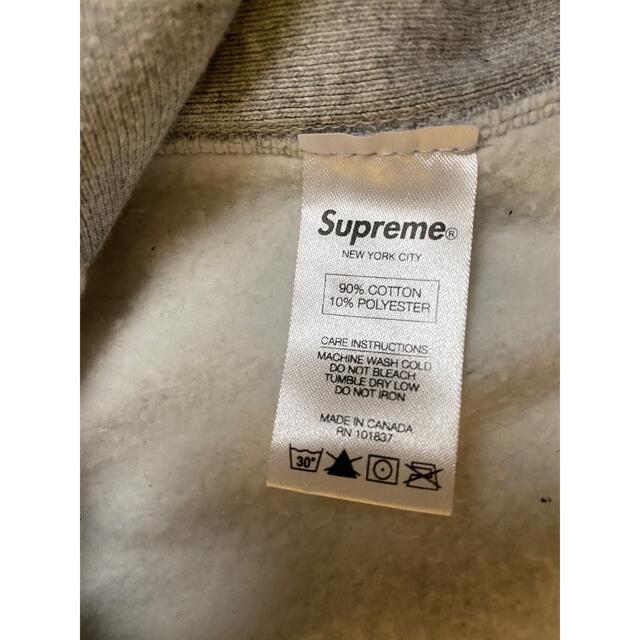 Supreme®
NEW YORK CITY
90% COTTON
10% POLYESTER
CARE INSTRUCTIONS
MACHINE WASH COLD
DO NOT BLEACH
TUMBLE DRY LOW
DO NOT IRON
MADE IN CANADA
RN 101837
30°